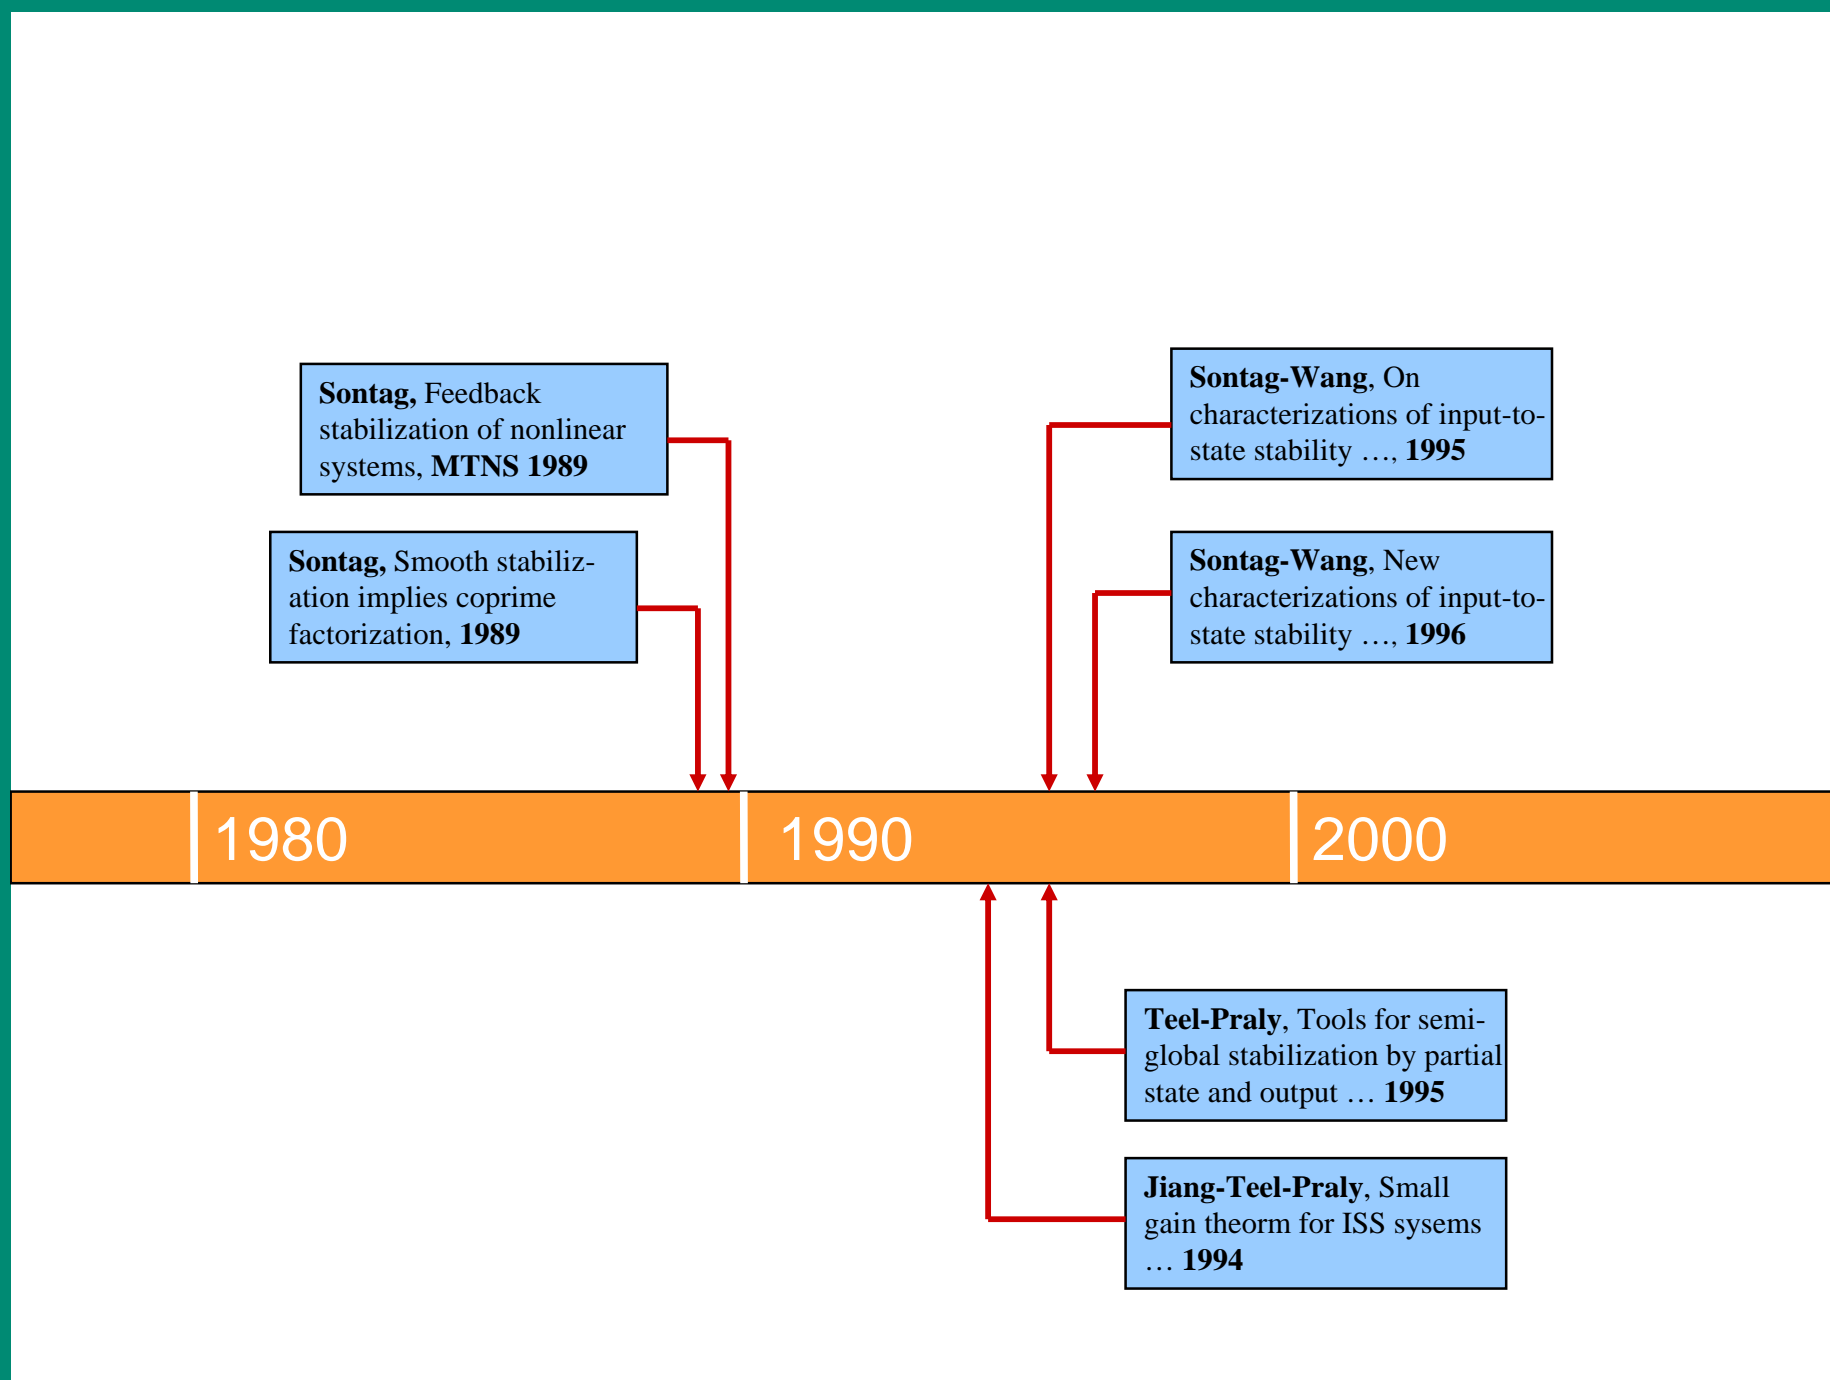 Sontag, Feedback
stabilization of nonlinear
systems, MTNS 1989
Sontag, Smooth stabiliz-
ation implies coprime
factorization, 1989
Sontag-Wang, On
characterizations of input-to-
state stability …, 1995
Sontag-Wang, New
characterizations of input-to-
state stability …, 1996
1980
1990
2000
Teel-Praly, Tools for semi-
global stabilization by partial
state and output … 1995
Jiang-Teel-Praly, Small
gain theorm for ISS sysems
… 1994